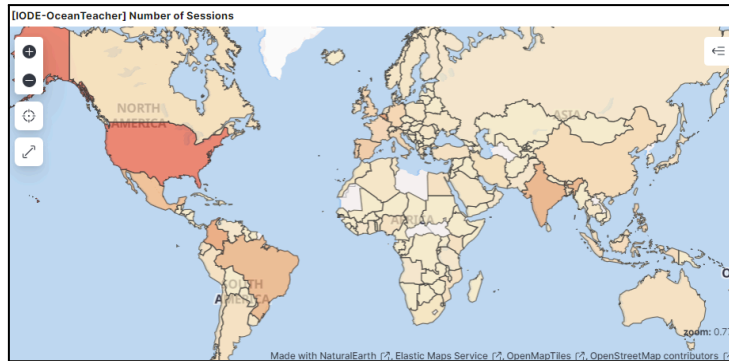 [IODE-OceanTeacher] Number of Sessions
NORTH
AMERICA
ASIA
AFRICA
SOUTH
AMERICA
A
O
zoom: 0.77
Made with NaturalEarth, Elastic Maps Service, OpenMapTiles, OpenStreetMap contributors